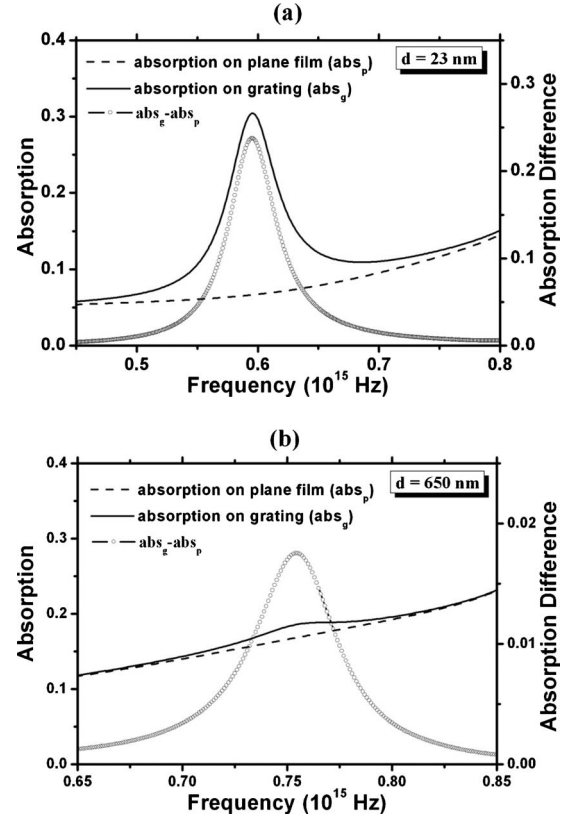 (a)
0.4
0.3
0.2
0.1
0.0
Absorption
absorption on plane film (abs_p)
absorption on grating (abs_g)
abs_g-abs_p
d = 23 nm
0.3
0.2
0.1
0.0
Absorption Difference
0.5 0.6 0.7 0.8
Frequency (10^15 Hz)
(b)
0.4
0.3
0.2
0.1
0.0
Absorption
absorption on plane film (abs_p)
absorption on grating (abs_g)
abs_g-abs_p
d = 650 nm
0.02
0.01
0.00
Absorption Difference
0.65 0.70 0.75 0.80 0.85
Frequency (10^15 Hz)